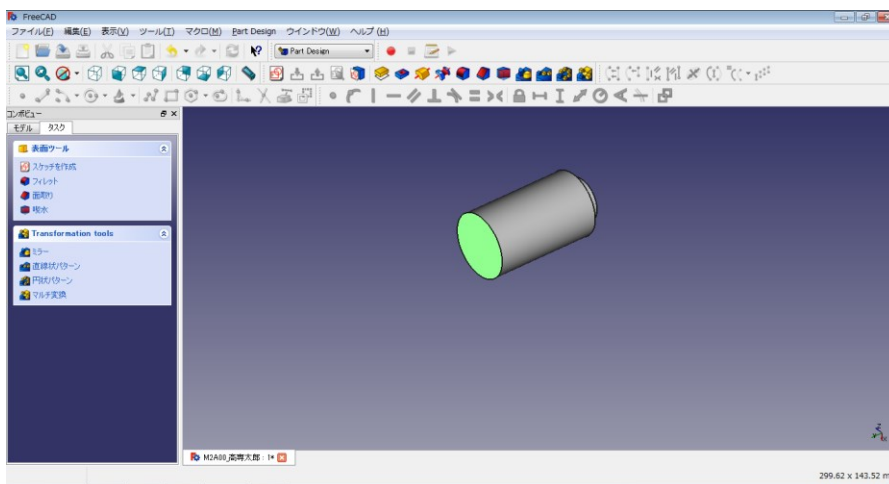 FreeCAD
ファイル(F) 編集(E) 表示(V) ツール(T) マクロ(M) Part Design ウインドウ(W) ヘルプ(H)
Part Design
コンボビュー
モデル タスク
表面ツール
スケッチを作成
フィレット
面取り
喫水
Transformation tools
ミラー
直線状パターン
円状パターン
マルチ変換
M2A00_高専太郎 : 1*
299.62 x 143.52 m